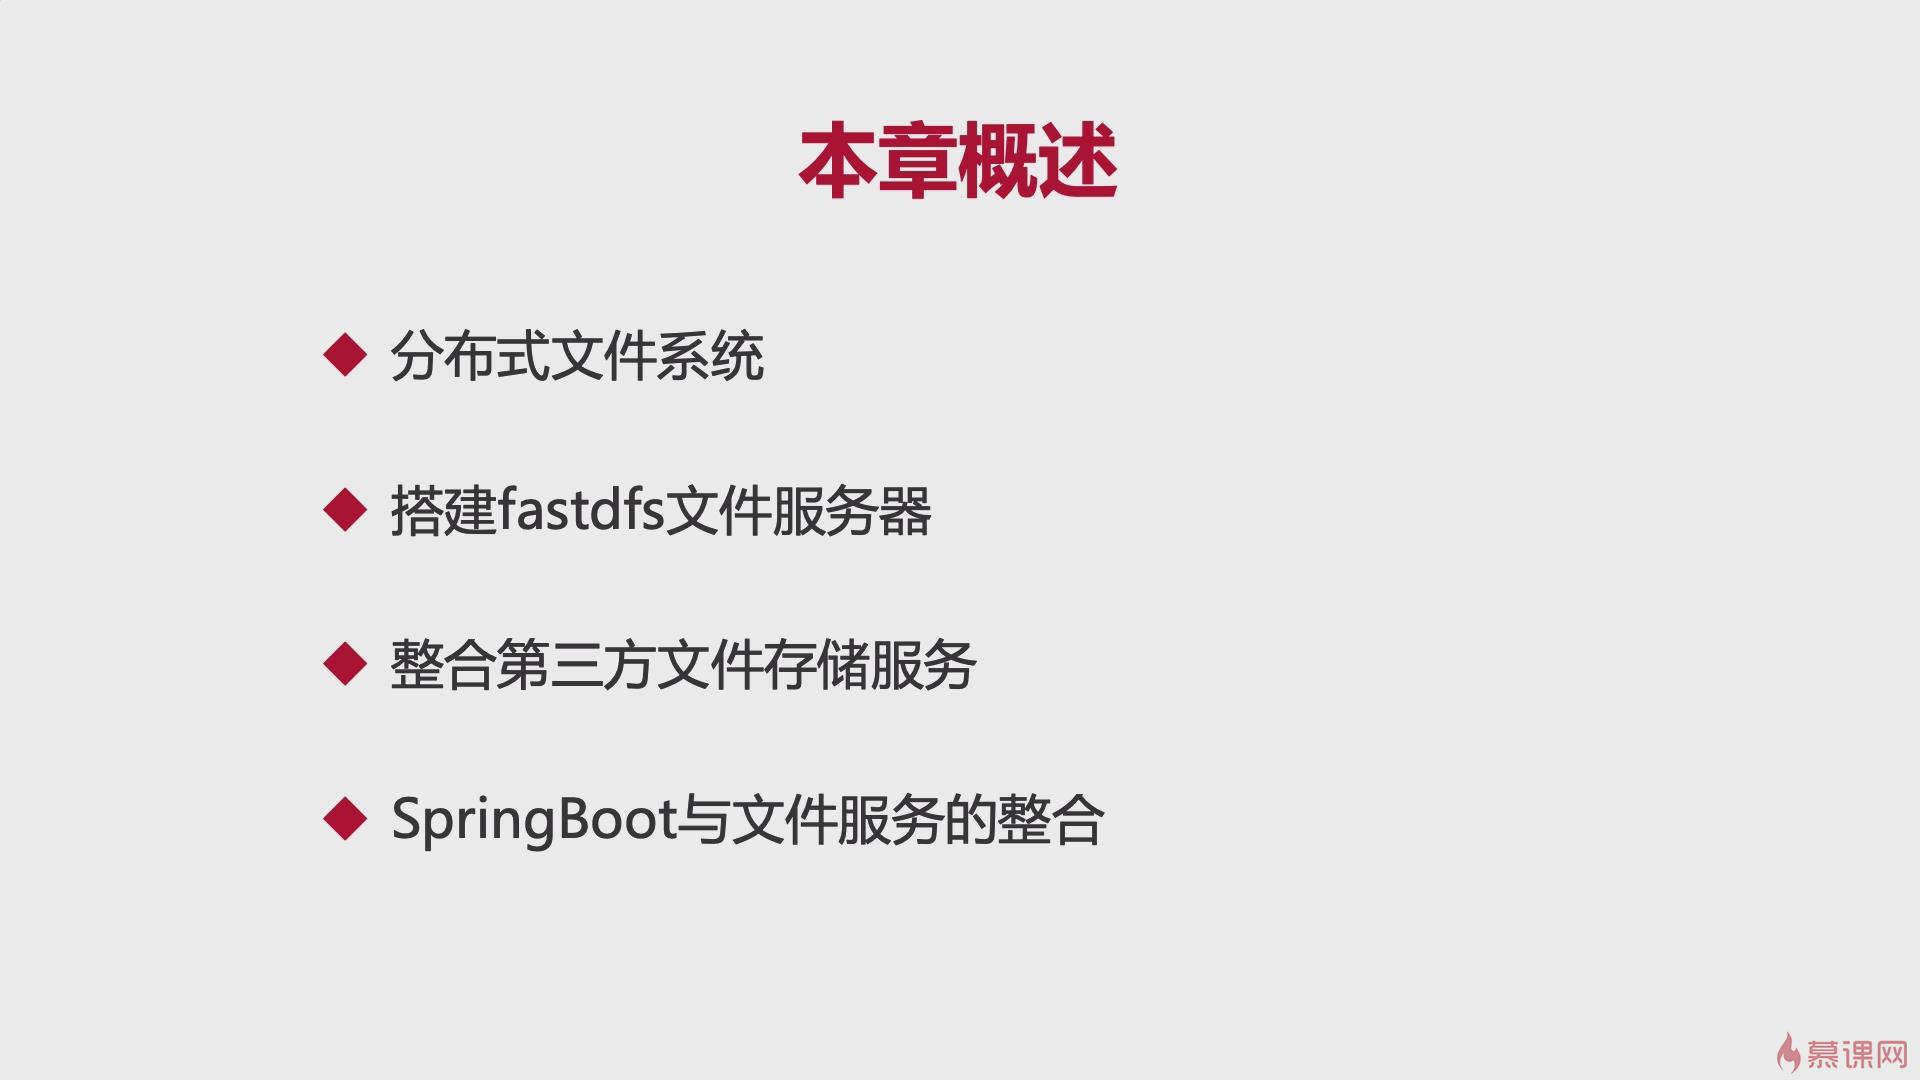 本章概述
分布式文件系统
搭建fastdfs文件服务器
整合第三方文件存储服务
SpringBoot与文件服务的整合
慕课网